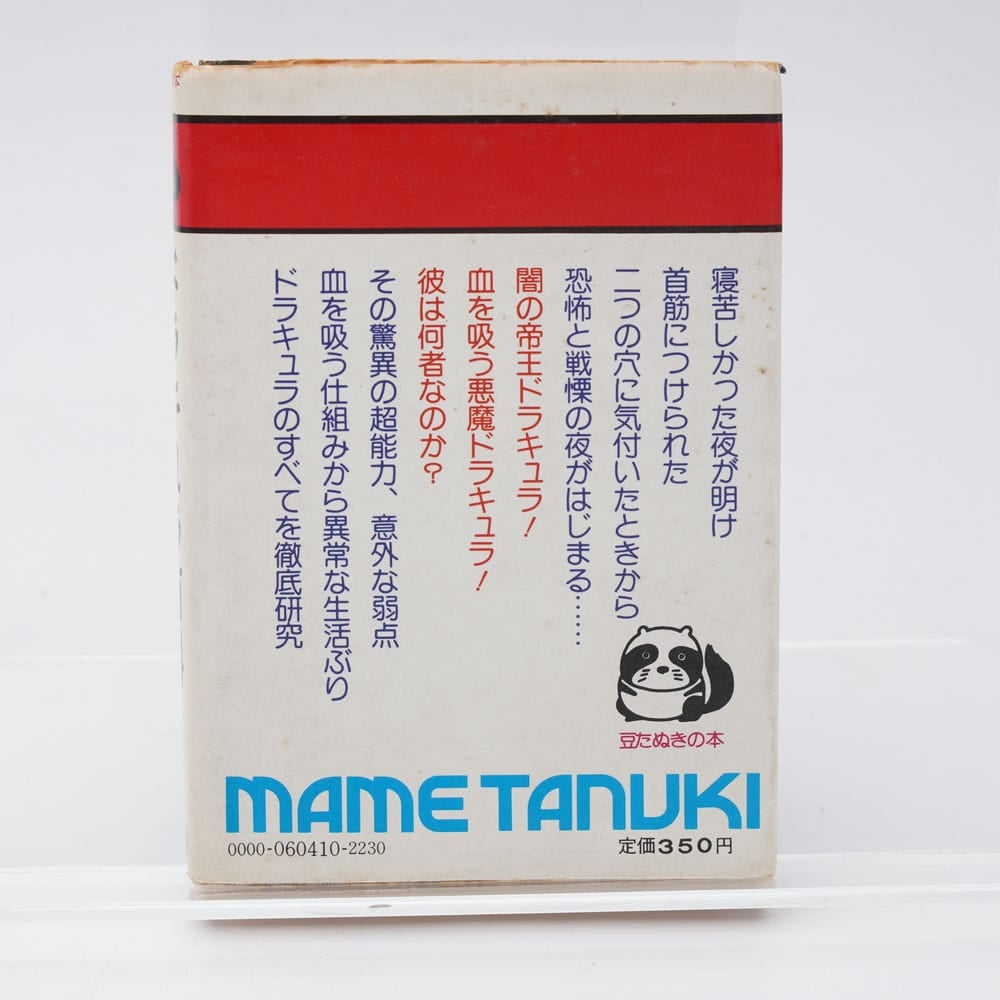 寝苦しかった夜が明け
首筋につけられた
二つの穴に気付いたときから
恐怖と戦慄の夜がはじまる……
闇の帝王ドラキュラ!
血を吸う悪魔ドラキュラ!
彼は何者なのか?
その驚異の超能力、意外な弱点
血を吸う仕組みから異常な生活ぶり
ドラキュラのすべてを徹底研究
豆たぬきの本
MAME TANUKI
0000-060410-2230
定価350円